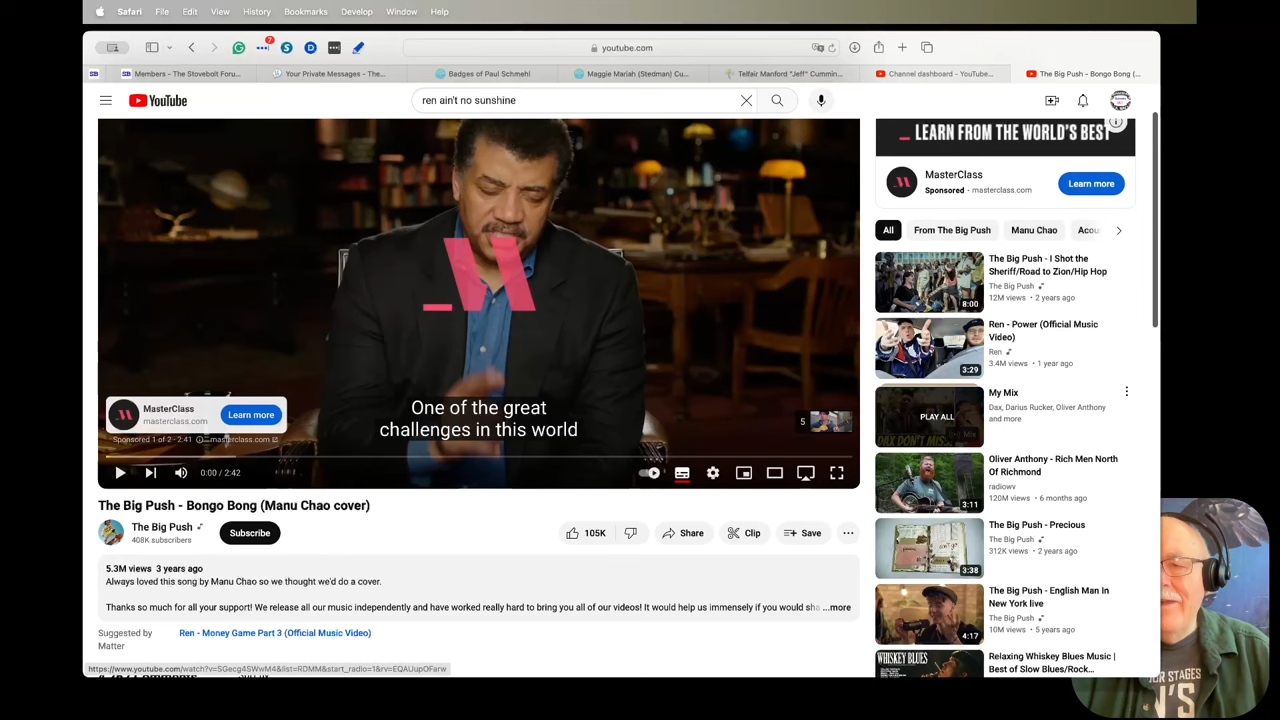 Safari File Edit View History Bookmarks Develop Window Help
7
youtube.com
Members - The Stovebolt Foru...
Your Private Messages - The...
Badges of Paul Schmehl
Maggie Mariah (Stedman) Cu...
Telfair Manford "Jeff" Cummin...
Channel dashboard - YouTube...
The Big Push - Bongo Bong (...
YouTube
ren ain't no sunshine
LEARN FROM THE WORLD'S BEST
MasterClass
Sponsored · masterclass.com
Learn more
All
From The Big Push
Manu Chao
Acou
The Big Push - I Shot the
Sheriff/Road to Zion/Hip Hop
The Big Push
12M views • 2 years ago
8:00
Ren - Power (Official Music
Video)
Ren
3.4M views • 1 year ago
3:29
My Mix
Dax, Darius Rucker, Oliver Anthony
and more
PLAY ALL
Mix
Oliver Anthony - Rich Men North
Of Richmond
radiowv
120M views • 6 months ago
3:11
The Big Push - Precious
The Big Push
312K views • 2 years ago
3:38
The Big Push - English Man In
New York live
The Big Push
10M views • 5 years ago
4:17
Relaxing Whiskey Blues Music |
Best of Slow Blues/Rock...
WHISKEY BLUES
MasterClass
masterclass.com
Learn more
Sponsored 1 of 2 · 2:41 masterclass.com
One of the great
challenges in this world
5
0:00 / 2:42
The Big Push - Bongo Bong (Manu Chao cover)
The Big Push
408K subscribers
Subscribe
105K
Share
Clip
Save
5.3M views 3 years ago
Always loved this song by Manu Chao so we thought we'd do a cover.
Thanks so much for all your support! We release all our music independently and have worked really hard to bring you all of our videos! It would help us immensely if you would sha ...more
Suggested by
Matter
Ren - Money Game Part 3 (Official Music Video)